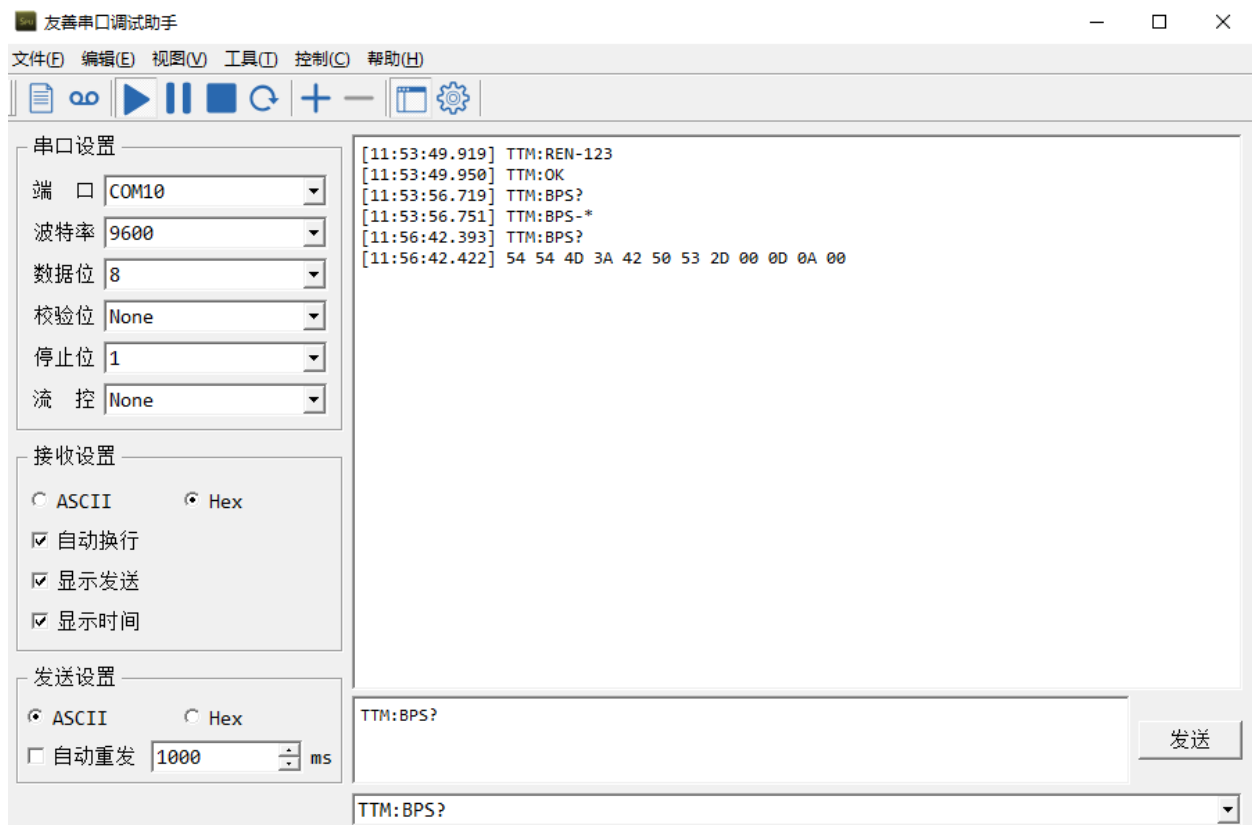 友善串口调试助手
文件(F) 编辑(E) 视图(V) 工具(T) 控制(C) 帮助(H)
串口设置
端 口 COM10
波特率 9600
数据位 8
校验位 None
停止位 1
流 控 None
接收设置
ASCII Hex
自动换行
显示发送
显示时间
发送设置
ASCII Hex
自动重发 1000 ms
[11:53:49.919] TTM:REN-123
[11:53:49.950] TTM:OK
[11:53:56.719] TTM:BPS?
[11:53:56.751] TTM:BPS-*
[11:56:42.393] TTM:BPS?
[11:56:42.422] 54 54 4D 3A 42 50 53 2D 00 0D 0A 00
TTM:BPS?
发送
TTM:BPS?